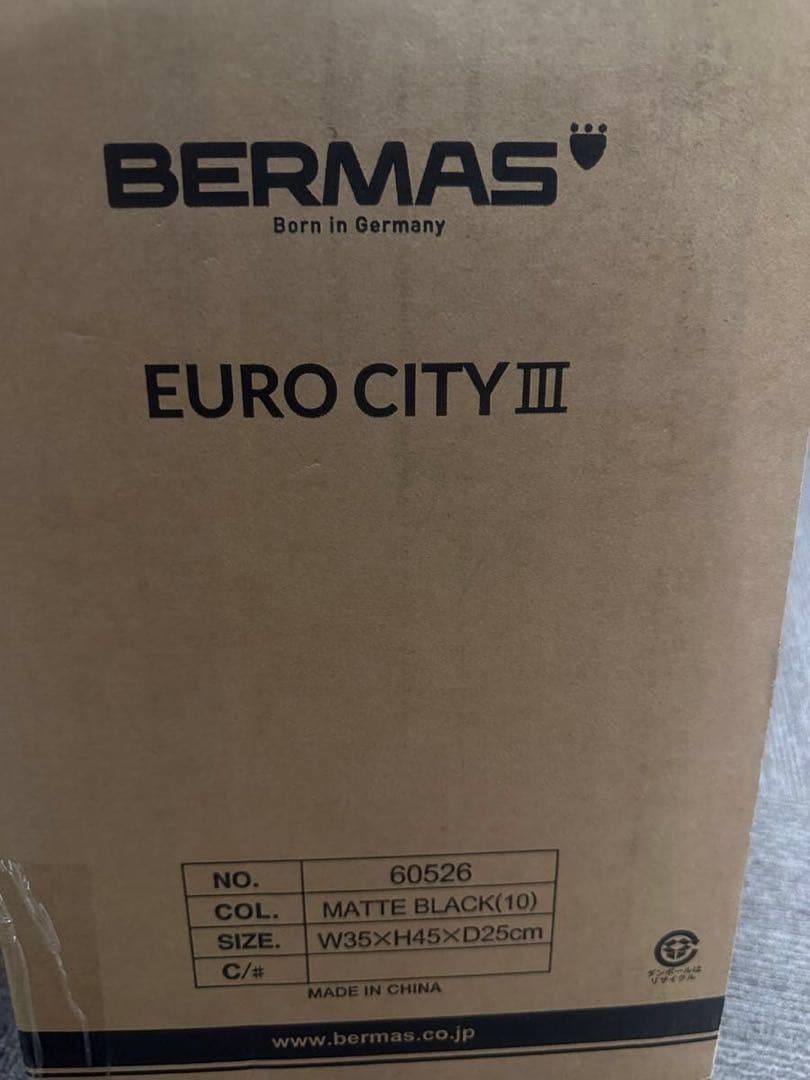 BERMAS
Born in Germany
EURO CITY III
NO. 60526
COL. MATTE BLACK(10)
SIZE. W35×H45×D25cm
C/#
MADE IN CHINA
ダンボールは
リサイクル
www.bermas.co.jp